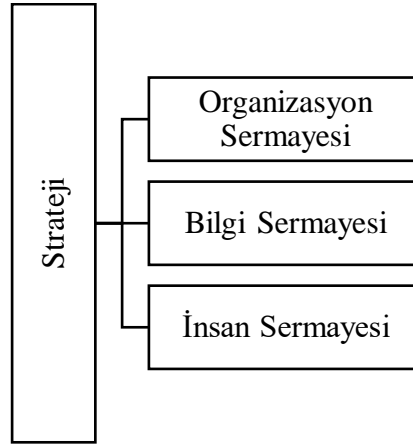 Strateji
Organizasyon
Sermayesi
Bilgi Sermayesi
İnsan Sermayesi